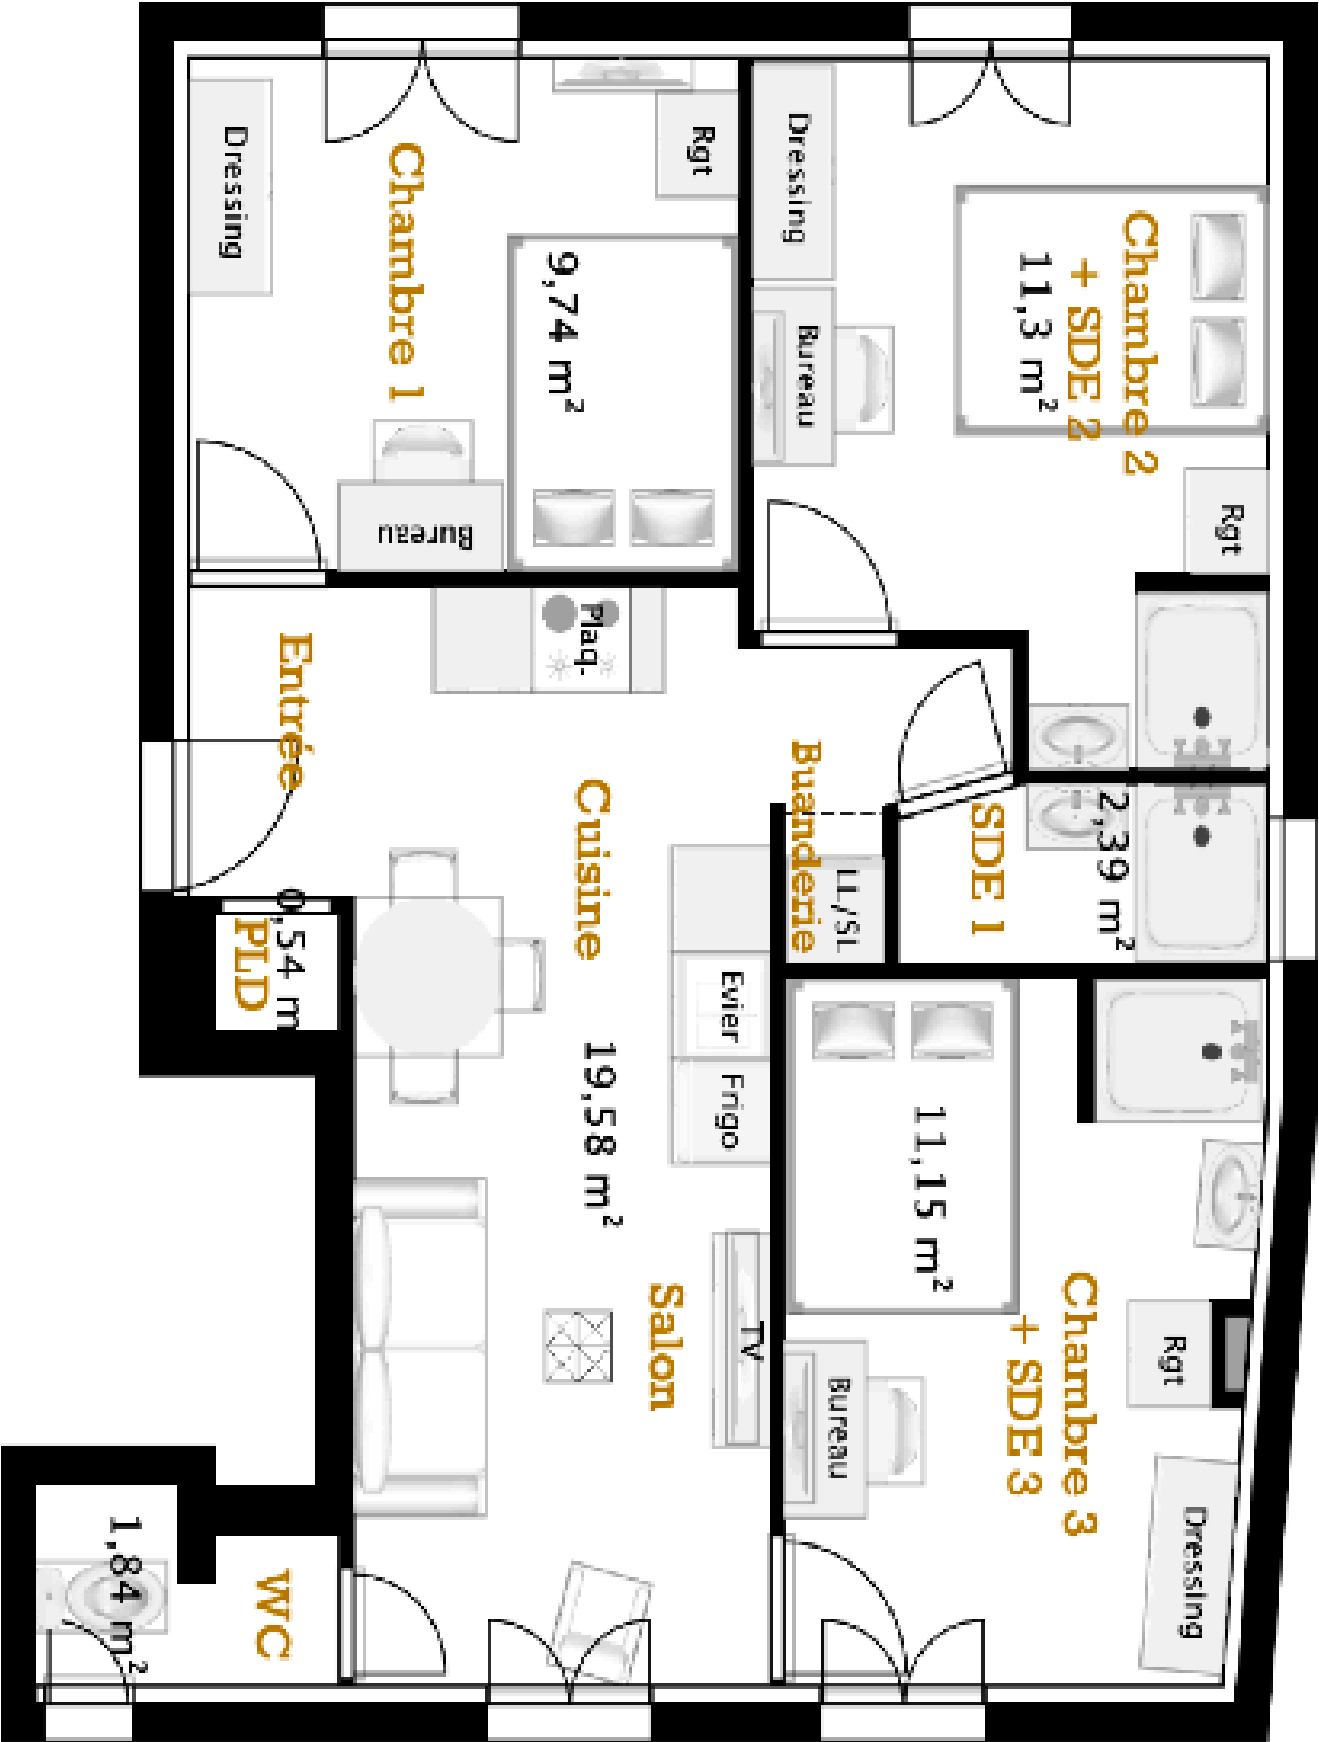 Dressing
Chambre 1
9,74 m²
Rgt
Bureau
Dressing
Bureau
Chambre 2
+ SDE 2
11,3 m²
Rgt
Entrée
Plaq.
Cuisine
Buanderie
LL/SL
SDE 1
2,39 m²
PLD
0,54 m
Evier
Frigo
19,58 m²
Salon
TV
11,15 m²
Chambre 3
+ SDE 3
Rgt
Bureau
Dressing
WC
1,84 m²